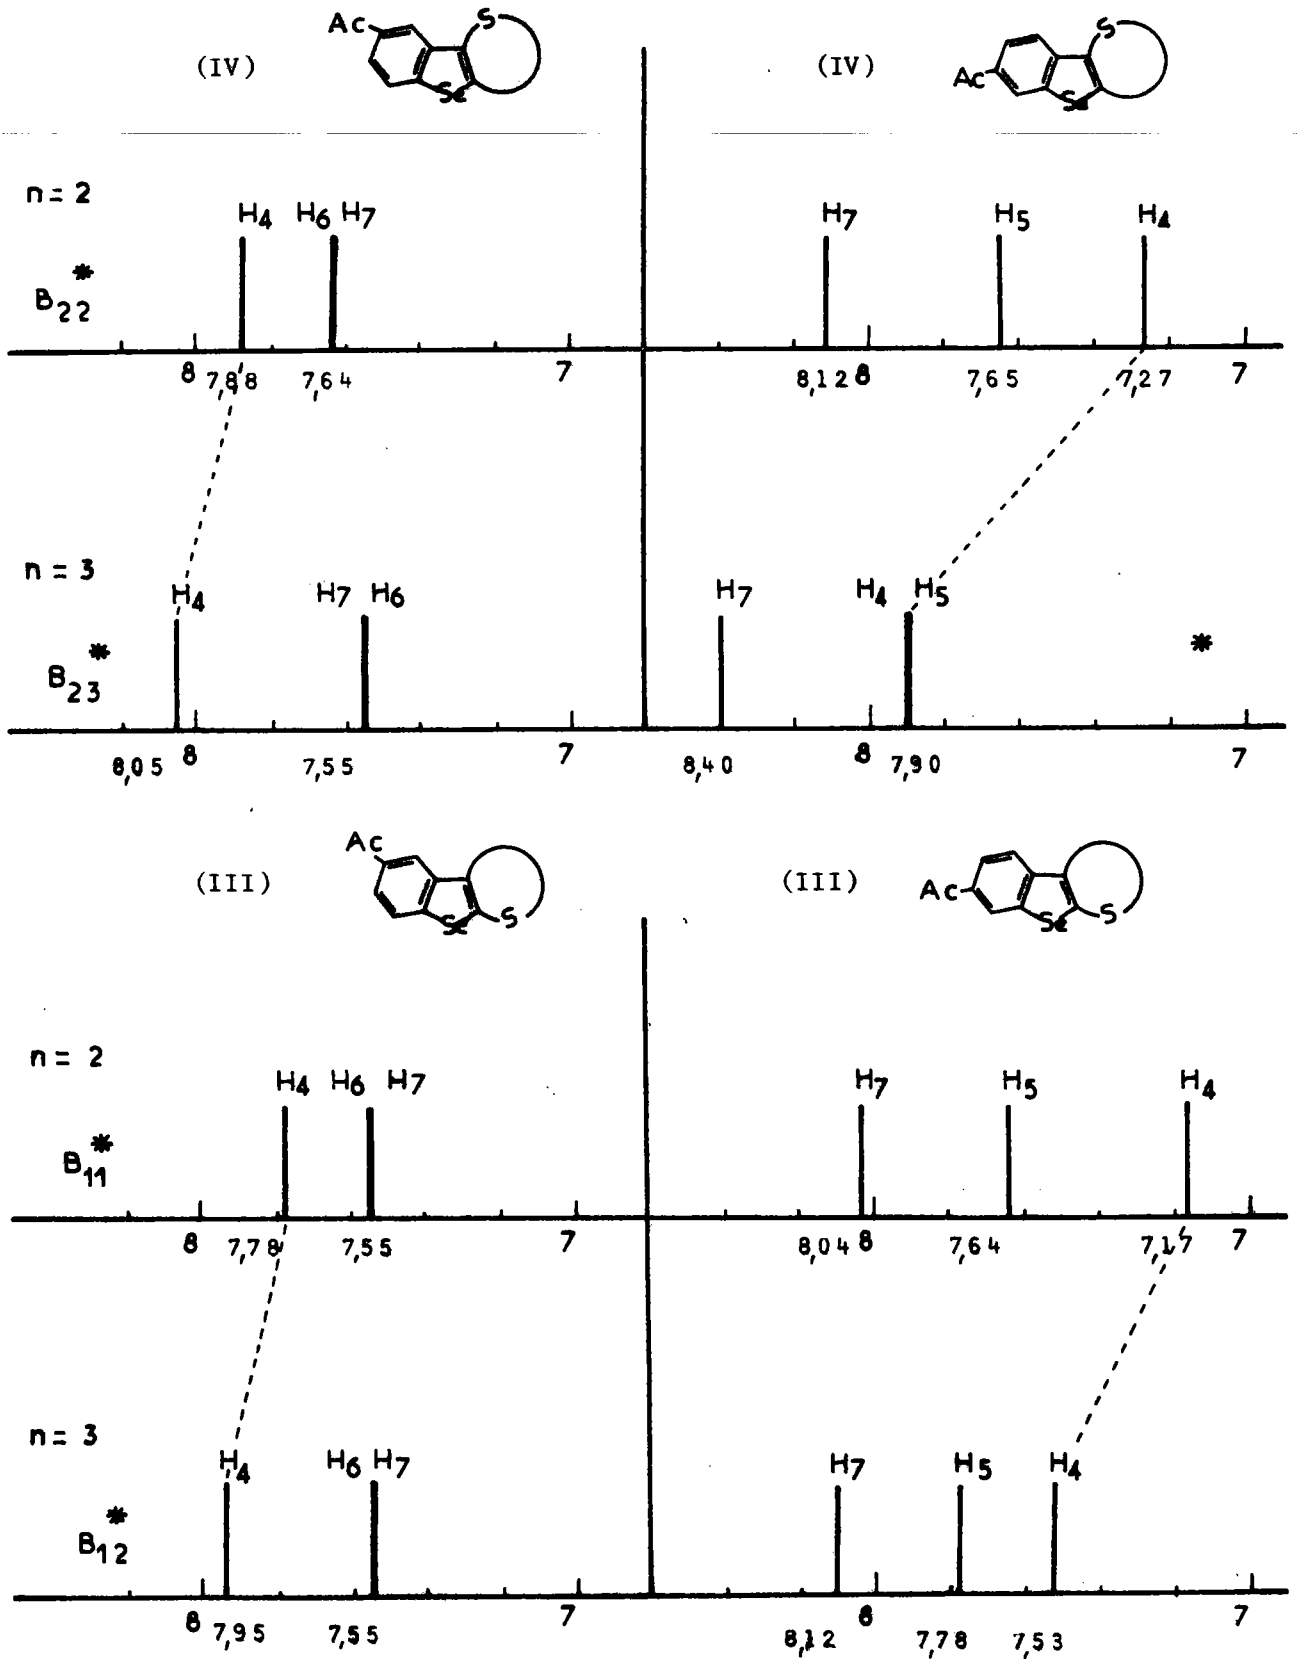 Ac S Se
(IV)
Ac S Se
(IV)
n = 2
H4 H6 H7
H7 H5 H4
B22*
8 7,88 7,64 7
8,12 8 7,65 7,27 7
n = 3
H4 H7 H6
H7 H4 H5
B23* *
8,05 8 7,55 7
8,40 8 7,90 7
Ac Se S
(III)
Ac Se S
(III)
n = 2
H4 H6 H7
H7 H5 H4
B11*
8 7,78 7,55 7
8,04 8 7,64 7,17 7
n = 3
H4 H6 H7
H7 H5 H4
B12*
8 7,95 7,55 7
8,12 8 7,78 7,53 7